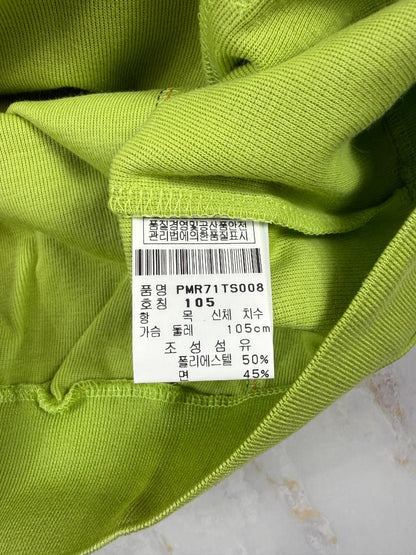 품질경영및공산품안전
관리법에의한품질표시
품명 PMR71TS008
호칭 105
항 목 신체 치수
가슴 둘레 105cm
조성섬유
폴리에스텔 50%
면 45%